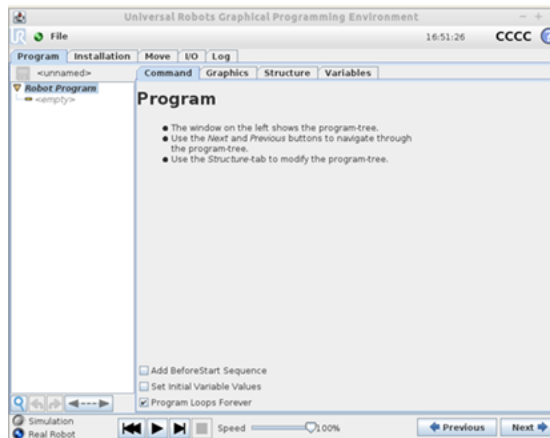 Universal Robots Graphical Programming Environment
File 16:51:26 CCCC
Program Installation Move I/O Log
<unnamed> Command Graphics Structure Variables
Robot Program
<empty>
Program
The window on the left shows the program-tree.
Use the Next and Previous buttons to navigate through
the program-tree.
Use the Structure-tab to modify the program-tree.
Add BeforeStart Sequence
Set Initial Variable Values
Program Loops Forever
Simulation
Real Robot
Speed 100% Previous Next